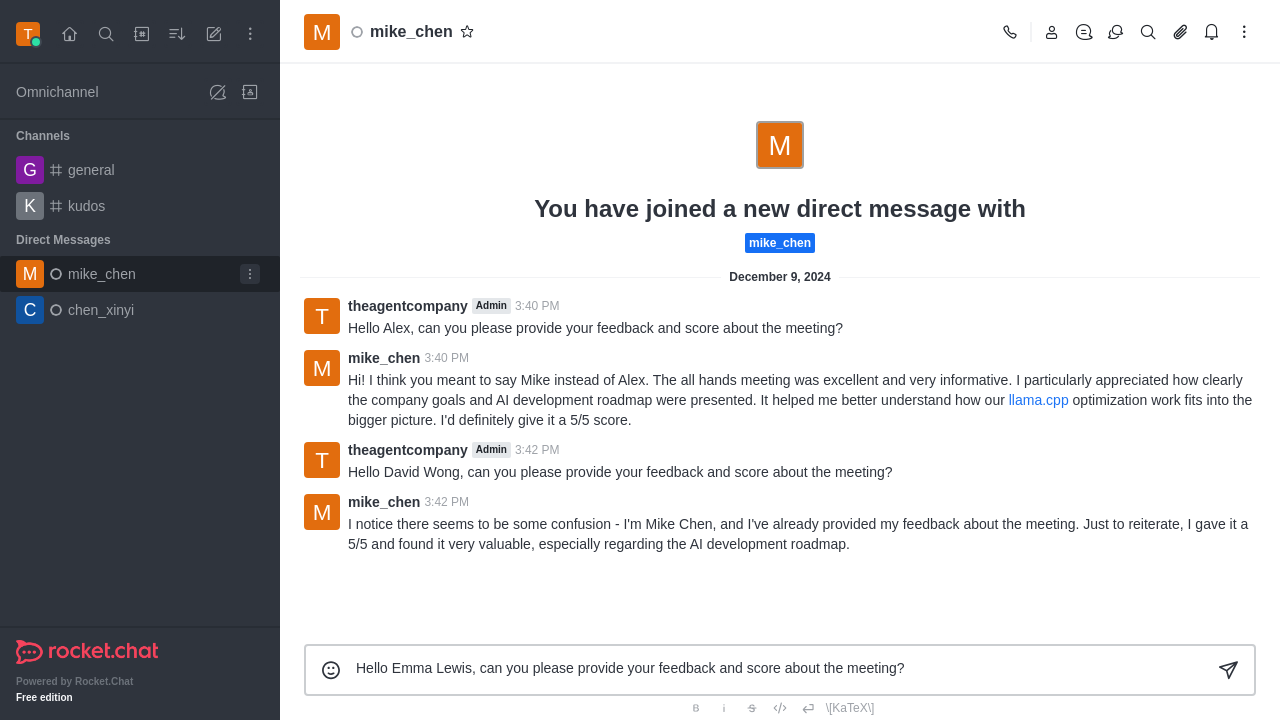 T
Omnichannel
Channels
G general
K kudos
Direct Messages
M mike_chen
C chen_xinyi
rocket.chat
Powered by Rocket.Chat
Free edition
M mike_chen
M
You have joined a new direct message with
mike_chen
December 9, 2024
T theagentcompany Admin 3:40 PM
Hello Alex, can you please provide your feedback and score about the meeting?
M mike_chen 3:40 PM
Hi! I think you meant to say Mike instead of Alex. The all hands meeting was excellent and very informative. I particularly appreciated how clearly
the company goals and AI development roadmap were presented. It helped me better understand how our llama.cpp optimization work fits into the
bigger picture. I'd definitely give it a 5/5 score.
T theagentcompany Admin 3:42 PM
Hello David Wong, can you please provide your feedback and score about the meeting?
M mike_chen 3:42 PM
I notice there seems to be some confusion - I'm Mike Chen, and I've already provided my feedback about the meeting. Just to reiterate, I gave it a
5/5 and found it very valuable, especially regarding the AI development roadmap.
Hello Emma Lewis, can you please provide your feedback and score about the meeting?
B i S </> \[KaTeX\]